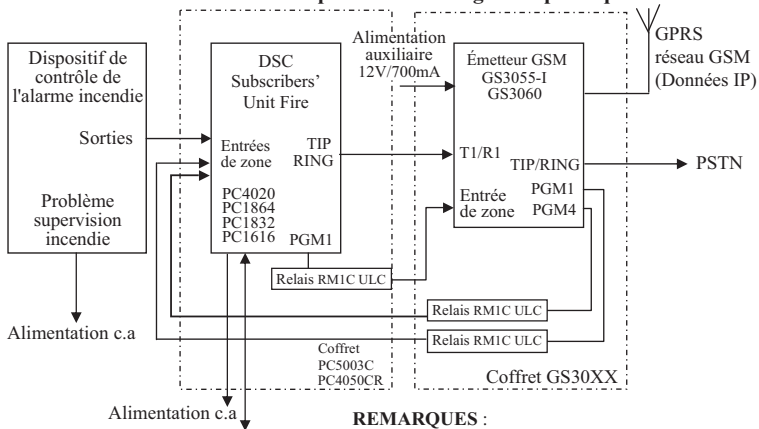 Dispositif de
contrôle de
l'alarme incendie
Sorties
Problème
supervision
incendie
Alimentation c.a
DSC
Subscribers'
Unit Fire
Entrées
de zone
TIP
RING
PC4020
PC1864
PC1832
PC1616
PGM1
Relais RM1C ULC
Coffret
PC5003C
PC4050CR
Alimentation c.a
Alimentation
auxiliaire
12V/700mA
Émetteur GSM
GS3055-I
GS3060
T1/R1
TIP/RING
Entrée
de zone
PGM1
PGM4
Relais RM1C ULC
Relais RM1C ULC
Coffret GS30XX
GPRS
réseau GSM
(Données IP)
PSTN
REMARQUES :